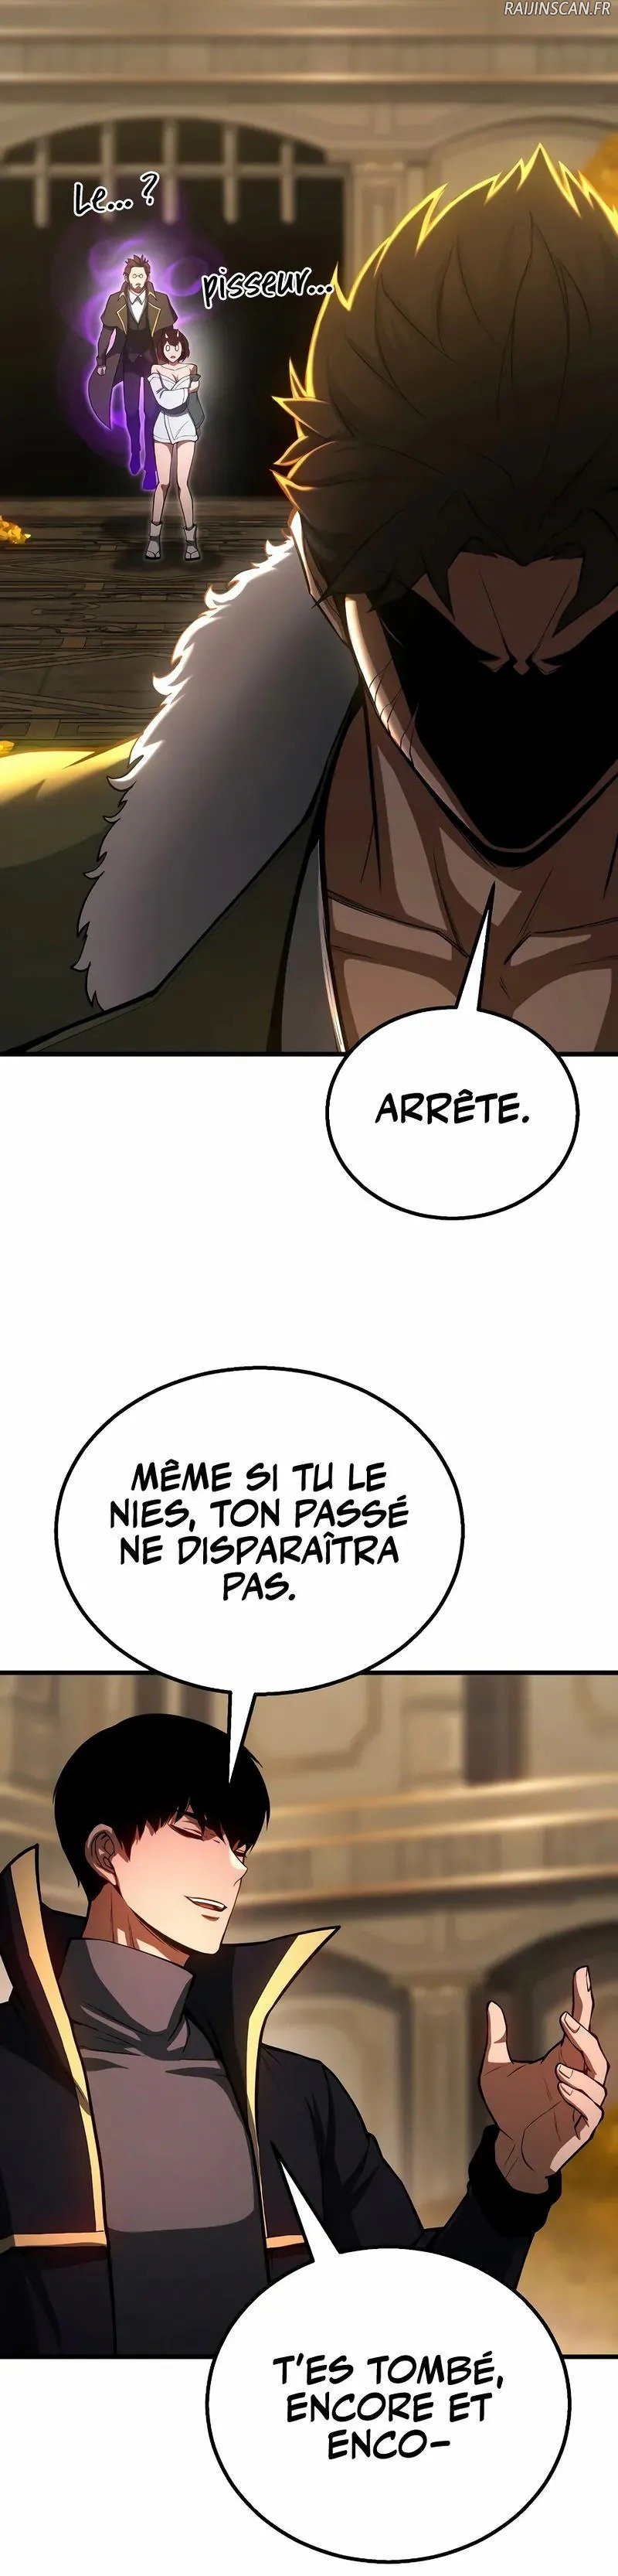 RAIJINSCAN.FR
Le... ?
pisseur...
ARRÊTE.
MÊME SI TU LE
NIES, TON PASSÉ
NE DISPARAÎTRA
PAS.
T'ES TOMBÉ,
ENCORE ET
ENCO-